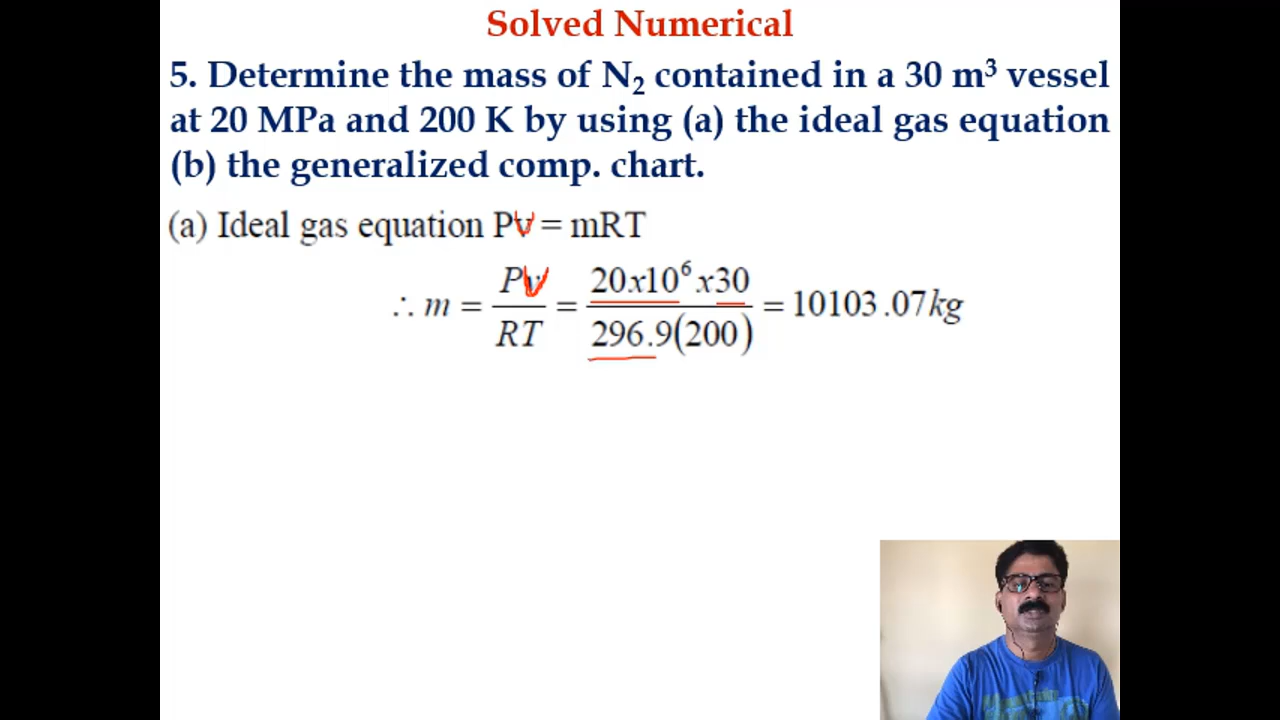 Solved Numerical
5. Determine the mass of N₂ contained in a 30 m³ vessel
at 20 MPa and 200 K by using (a) the ideal gas equation
(b) the generalized comp. chart.
(a) Ideal gas equation PV = mRT
∴ m = PV/RT = 20x10⁶ x30/296.9(200) = 10103.07kg